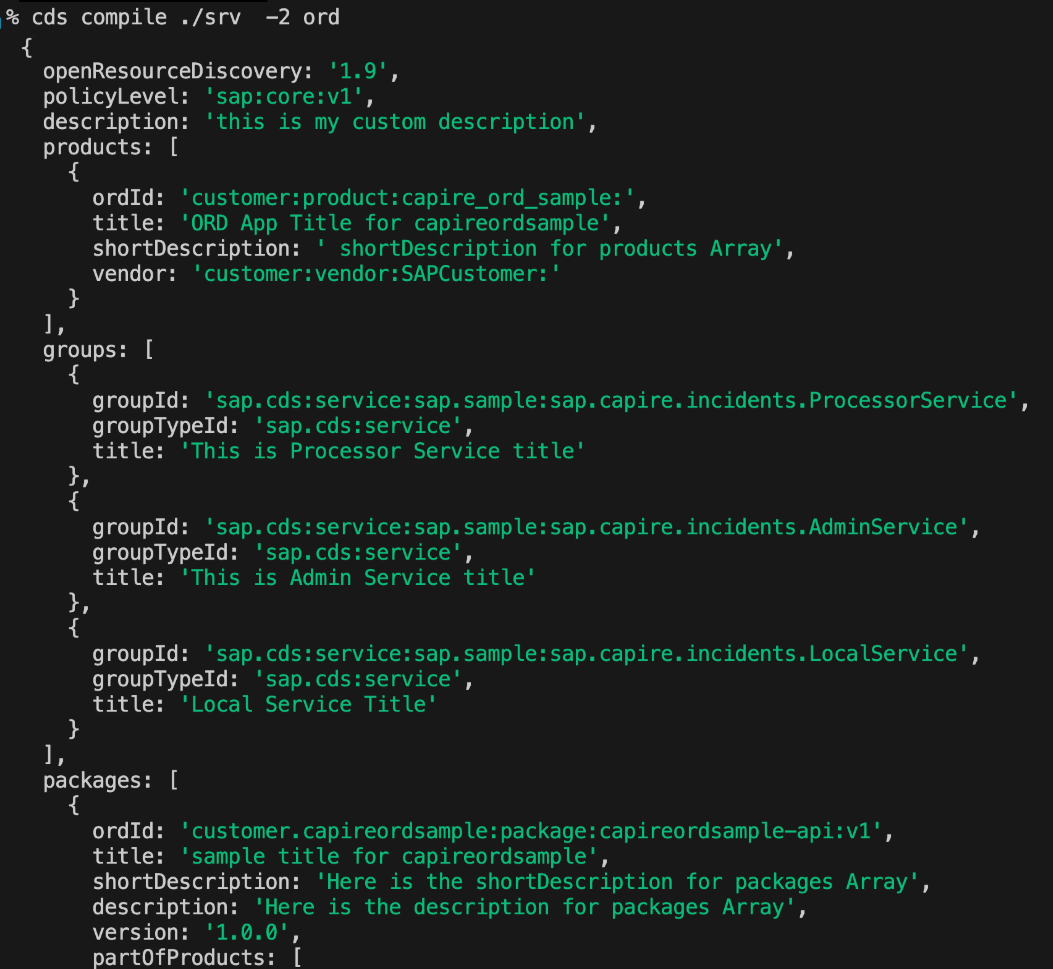 % cds compile ./srv  -2 ord
{
  openResourceDiscovery: '1.9',
  policyLevel: 'sap:core:v1',
  description: 'this is my custom description',
  products: [
    {
      ordId: 'customer:product:capire_ord_sample:',
      title: 'ORD App Title for capireordsample',
      shortDescription: ' shortDescription for products Array',
      vendor: 'customer:vendor:SAPCustomer:'
    }
  ],
  groups: [
    {
      groupId: 'sap.cds:service:sap.sample:sap.capire.incidents.ProcessorService',
      groupTypeId: 'sap.cds:service',
      title: 'This is Processor Service title'
    },
    {
      groupId: 'sap.cds:service:sap.sample:sap.capire.incidents.AdminService',
      groupTypeId: 'sap.cds:service',
      title: 'This is Admin Service title'
    },
    {
      groupId: 'sap.cds:service:sap.sample:sap.capire.incidents.LocalService',
      groupTypeId: 'sap.cds:service',
      title: 'Local Service Title'
    }
  ],
  packages: [
    {
      ordId: 'customer.capireordsample:package:capireordsample-api:v1',
      title: 'sample title for capireordsample',
      shortDescription: 'Here is the shortDescription for packages Array',
      description: 'Here is the description for packages Array',
      version: '1.0.0',
      partOfProducts: [